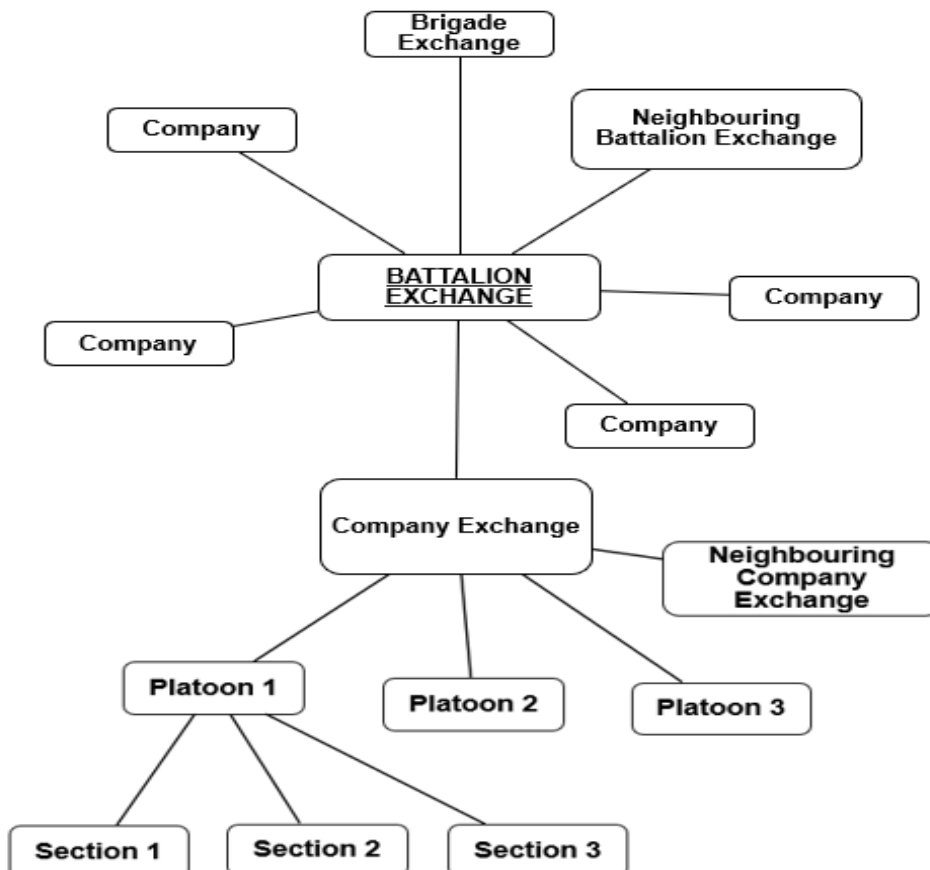 Brigade
Exchange
Company
Neighbouring
Battalion Exchange
BATTALION
EXCHANGE
Company
Company
Company
Company Exchange
Neighbouring
Company
Exchange
Platoon 1
Platoon 2
Platoon 3
Section 1
Section 2
Section 3